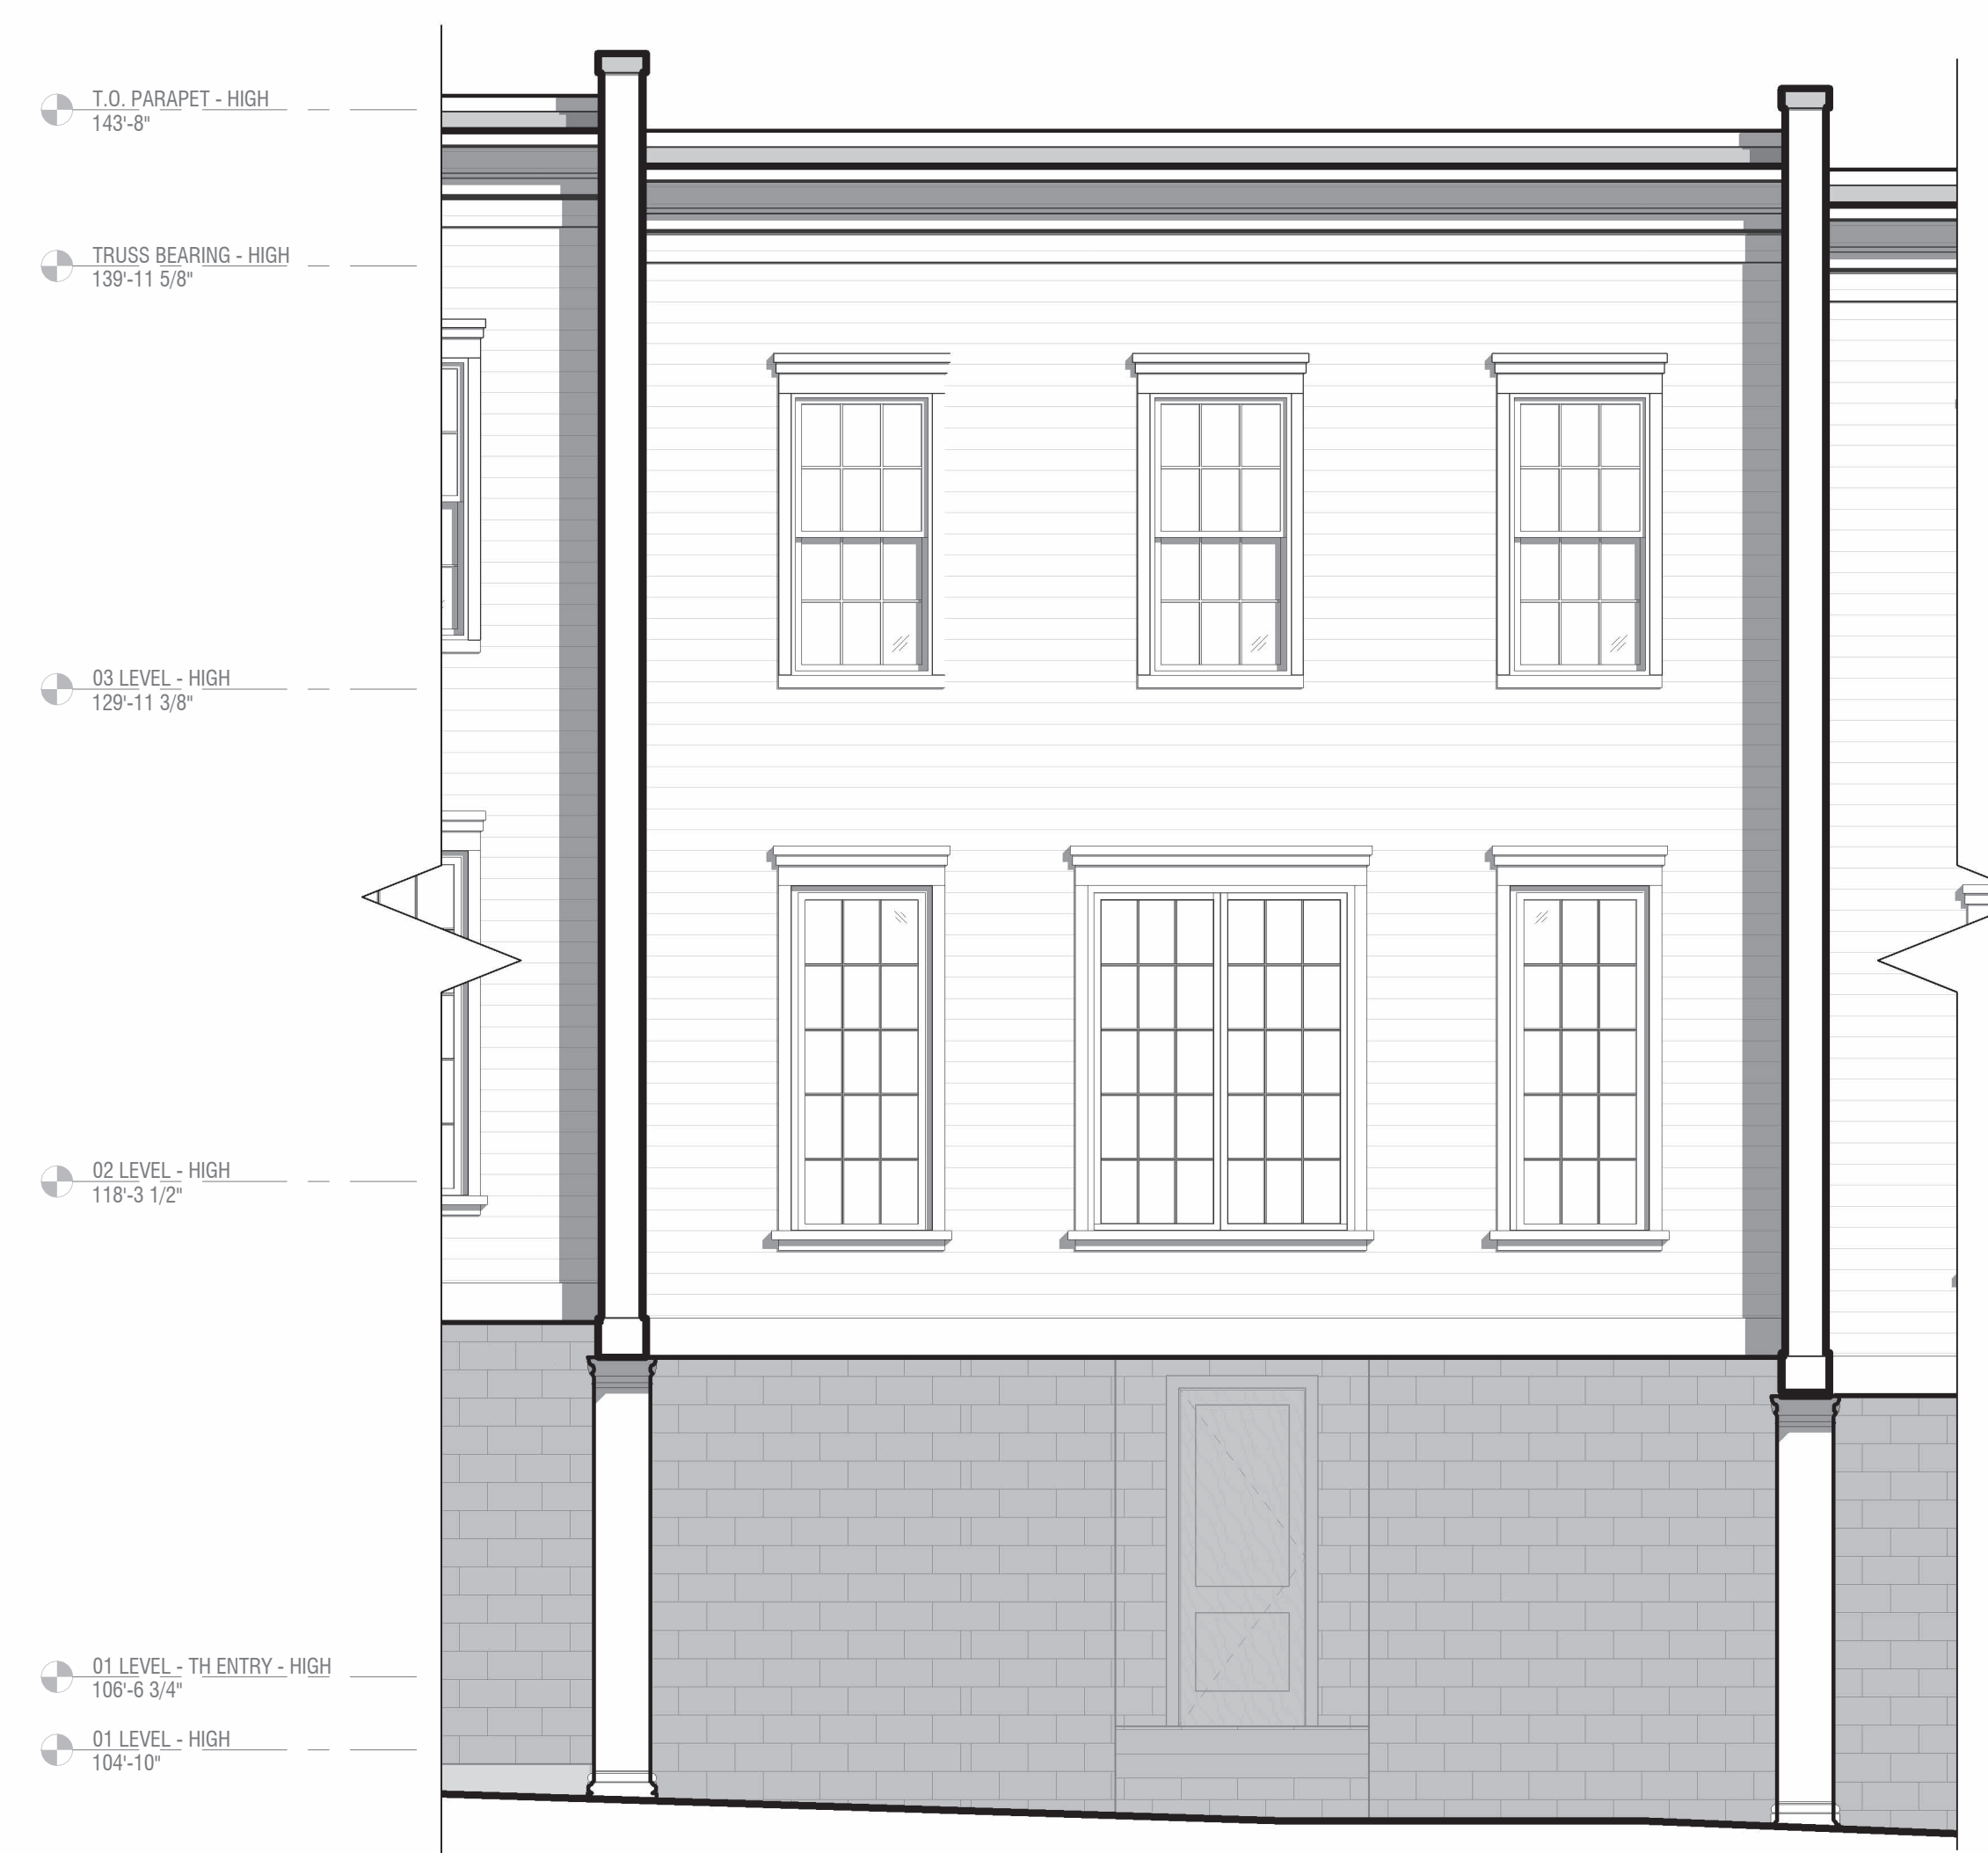 T.O. PARAPET - HIGH
143'-8"
TRUSS BEARING - HIGH
139'-11 5/8"
03 LEVEL - HIGH
129'-11 3/8"
02 LEVEL - HIGH
118'-3 1/2"
01 LEVEL - TH ENTRY - HIGH
106'-6 3/4"
01 LEVEL - HIGH
104'-10"